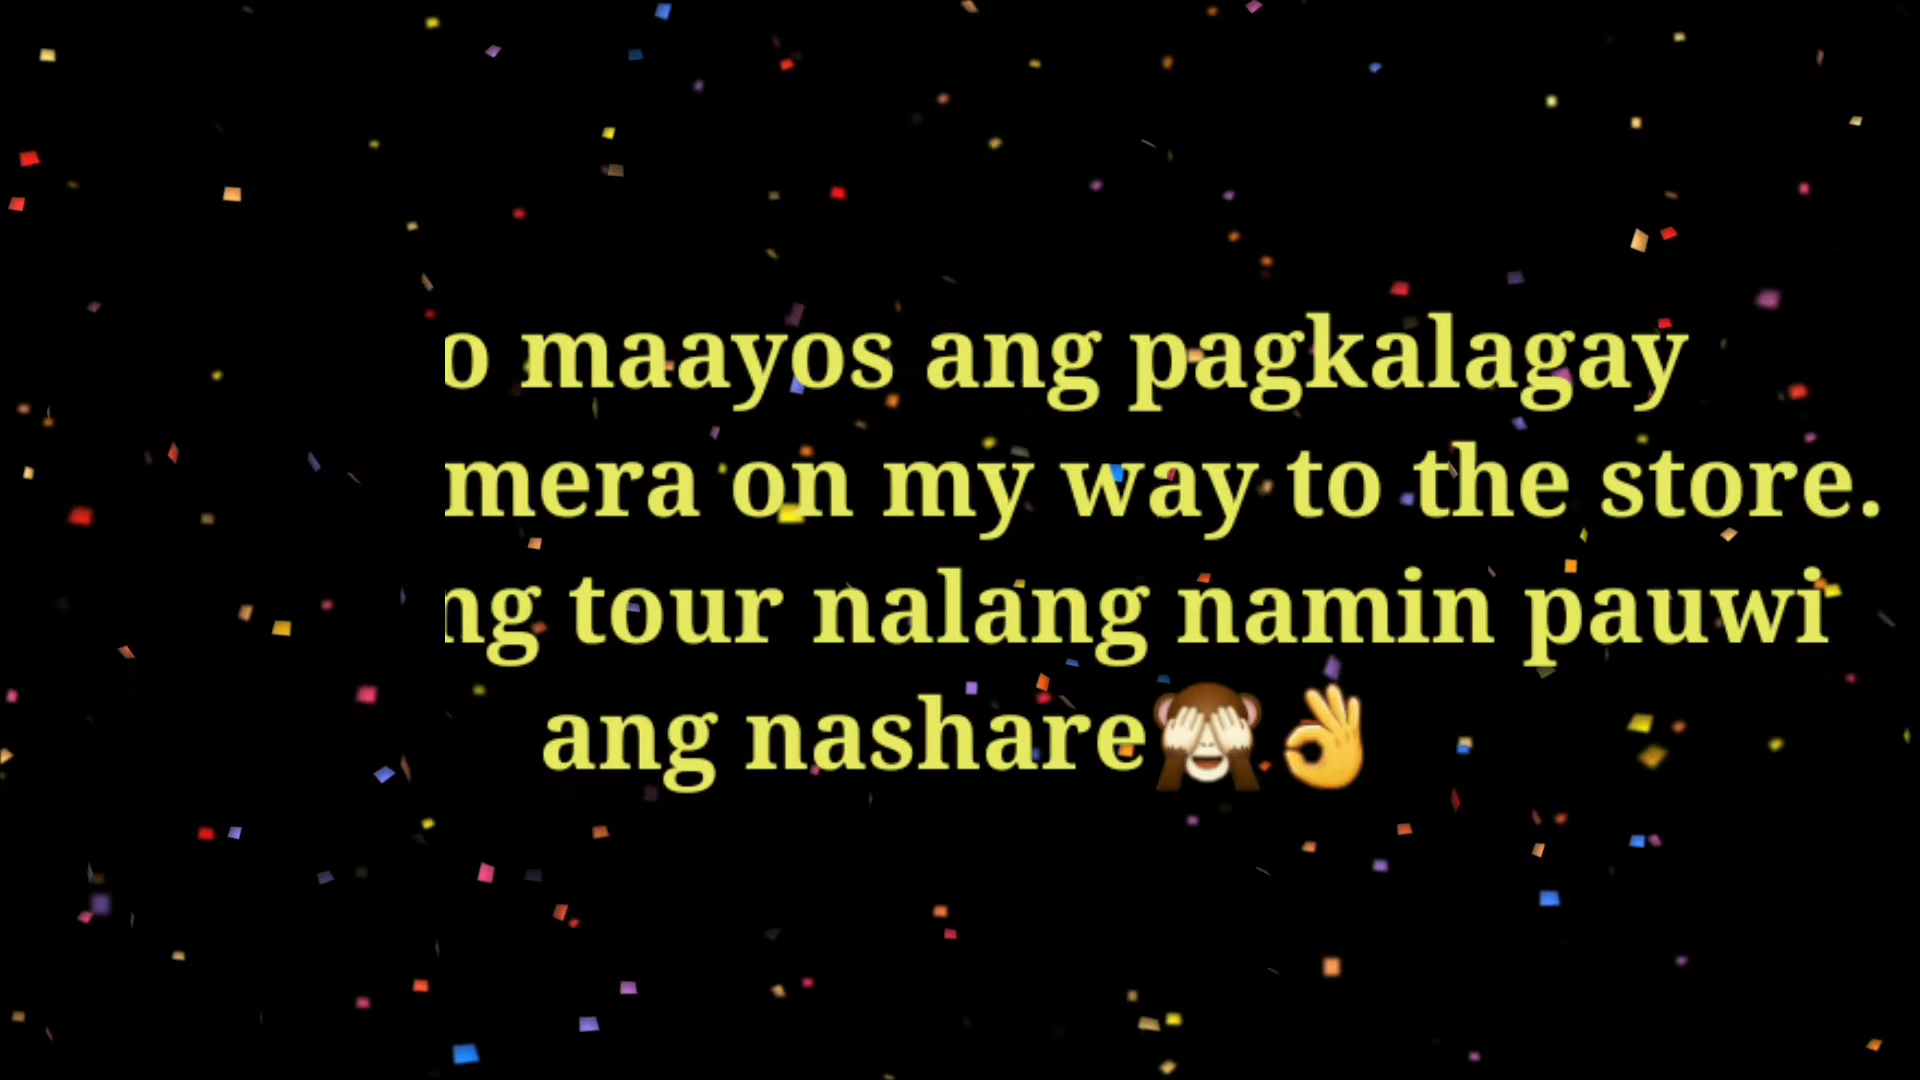 o maayos ang pagkalagay
mera on my way to the store.
ng tour nalang namin pauwi
ang nashare🙈👌